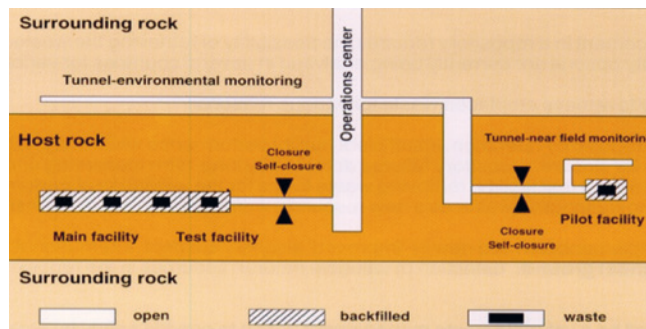 Surrounding rock
Tunnel-environmental monitoring
Operations center
Host rock
Closure
Self-closure
Tunnel-near field monitorin
Main facility
Test facility
Closure
Self-closure
Pilot facility
Surrounding rock
open
backfilled
waste